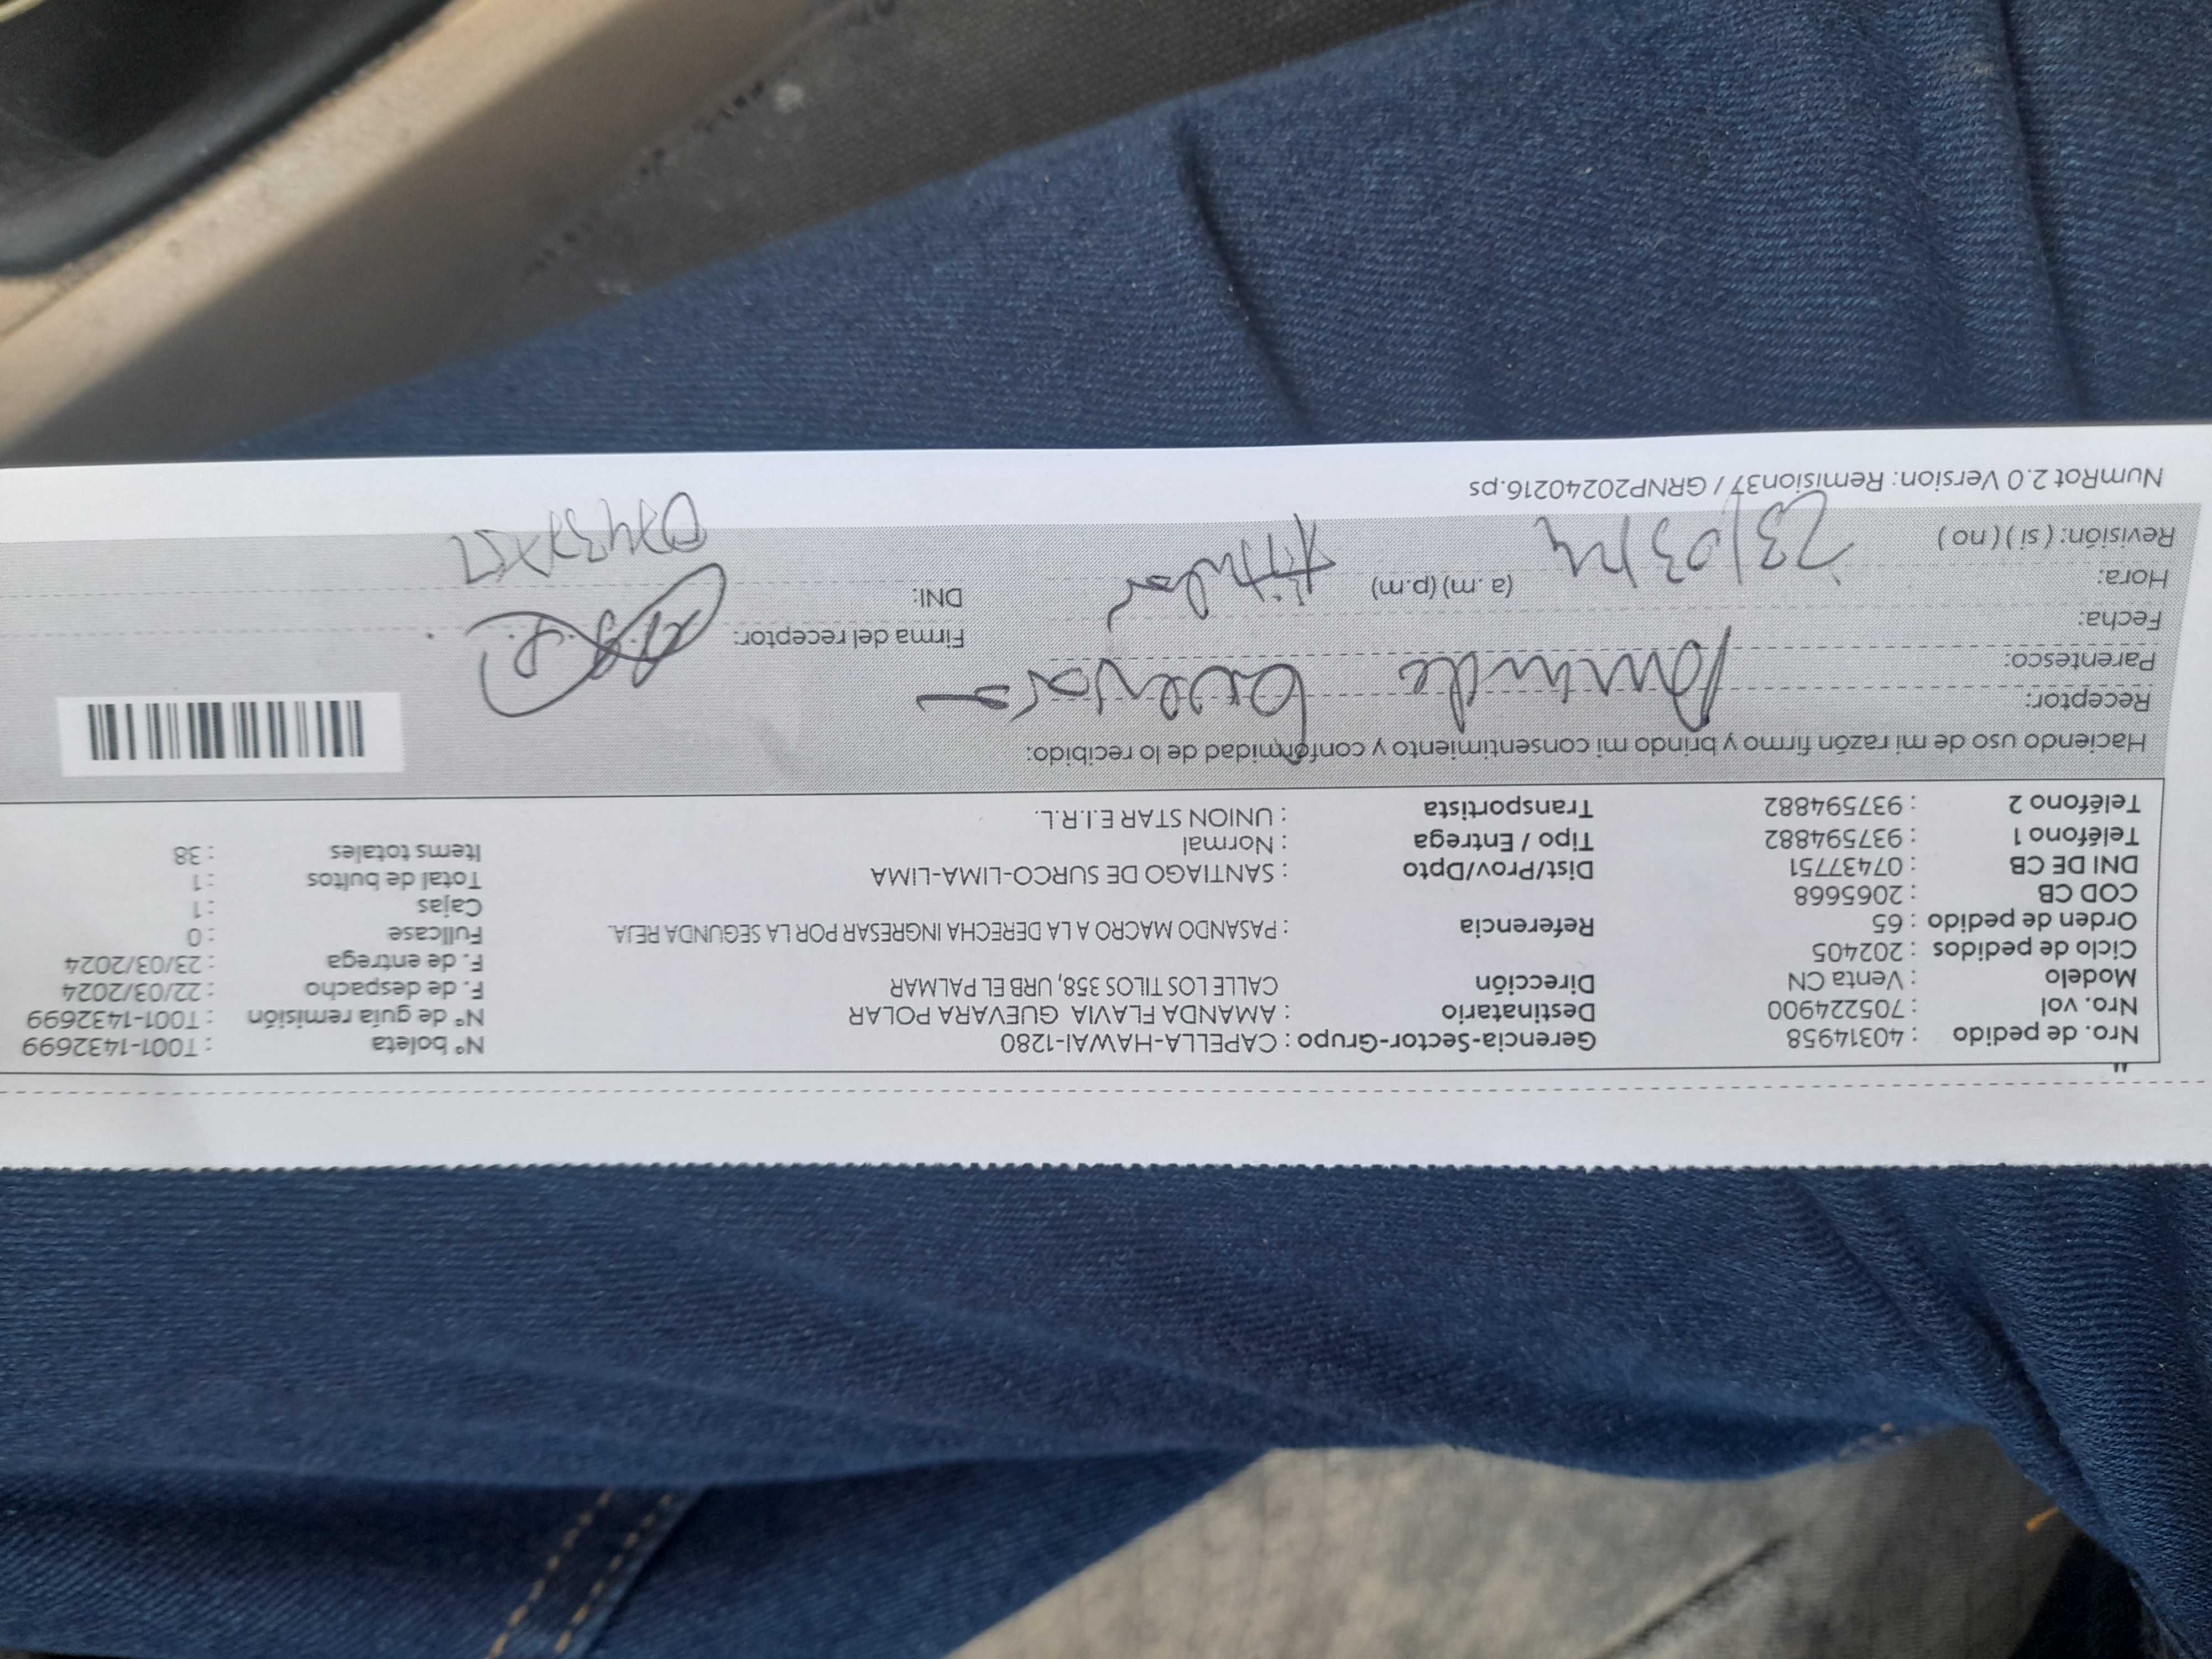 Nro. de pedido : 40314958 Gerencia-Sector-Grupo : CAPELLA-HAWAI-1280 N° boleta : T001-1432699
Nro. vol : 705224900 Destinatario : AMANDA FLAVIA GUEVARA POLAR N° de guía remisión : T001-1432699
Modelo : Venta CN Dirección CALLE LOS TILOS 358, URB EL PALMAR F. de despacho : 22/03/2024
Ciclo de pedidos : 202405 F. de entrega : 23/03/2024
Orden de pedido : 65 Referencia : PASANDO MACRO A LA DERECHA INGRESAR POR LA SEGUNDA REJA. Fullcase : 0
COD CB : 2065668 Cajas : 1
DNI DE CB : 07437751 Dist/Prov/Dpto : SANTIAGO DE SURCO-LIMA-LIMA Total de bultos : 1
Teléfono 1 : 937594882 Tipo / Entrega : Normal Items totales : 38
Teléfono 2 : 937594882 Transportista : UNION STAR E.I.R.L.
Haciendo uso de mi razón firmo y brindo mi consentimiento y conformidad de lo recibido:
Receptor: Amanda Guevara
Parentesco: Firma del receptor:
Fecha: Titular
Hora: 23/03/24 (a.m) (p.m) DNI:
Revisión: ( si ) ( no )
NumRot 2.0 Version: Remision37 / GRNP20240216.ps